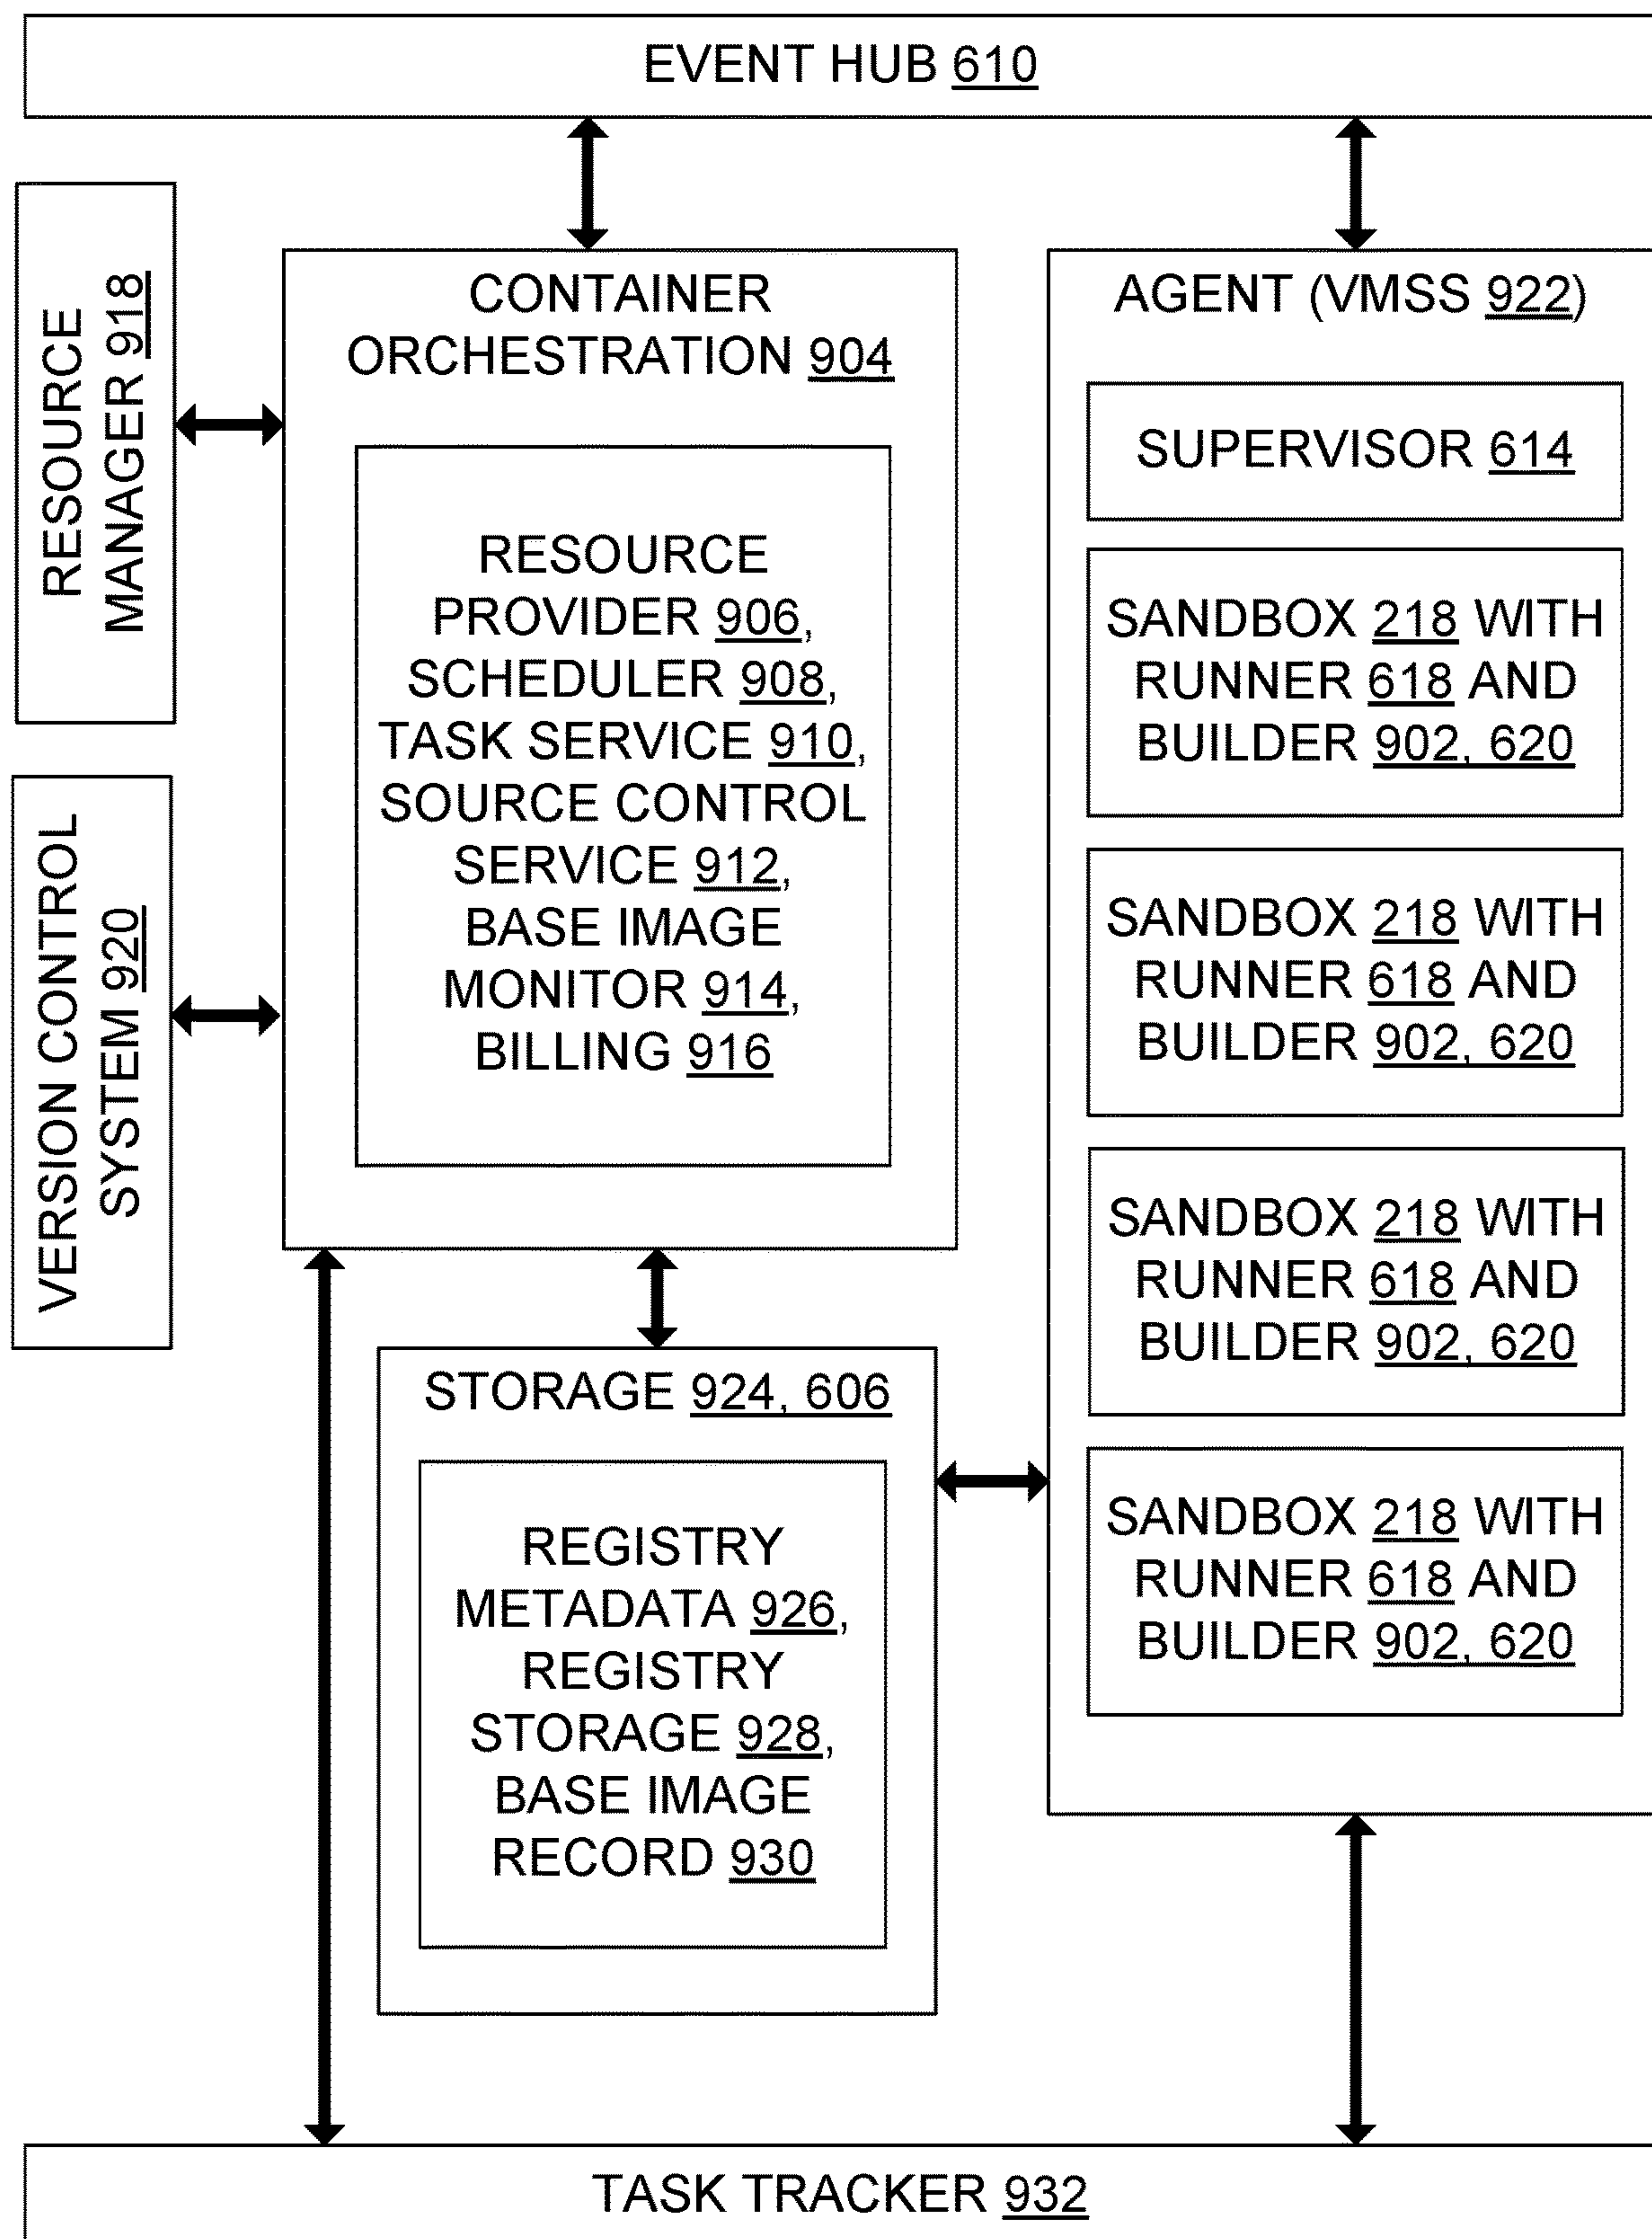 EVENT HUB 610
RESOURCE
MANAGER 918
VERSION CONTROL
SYSTEM 920
CONTAINER
ORCHESTRATION 904
RESOURCE
PROVIDER 906,
SCHEDULER 908,
TASK SERVICE 910,
SOURCE CONTROL
SERVICE 912,
BASE IMAGE
MONITOR 914,
BILLING 916
STORAGE 924, 606
REGISTRY
METADATA 926,
REGISTRY
STORAGE 928,
BASE IMAGE
RECORD 930
AGENT (VMSS 922)
SUPERVISOR 614
SANDBOX 218 WITH
RUNNER 618 AND
BUILDER 902, 620
SANDBOX 218 WITH
RUNNER 618 AND
BUILDER 902, 620
SANDBOX 218 WITH
RUNNER 618 AND
BUILDER 902, 620
SANDBOX 218 WITH
RUNNER 618 AND
BUILDER 902, 620
TASK TRACKER 932